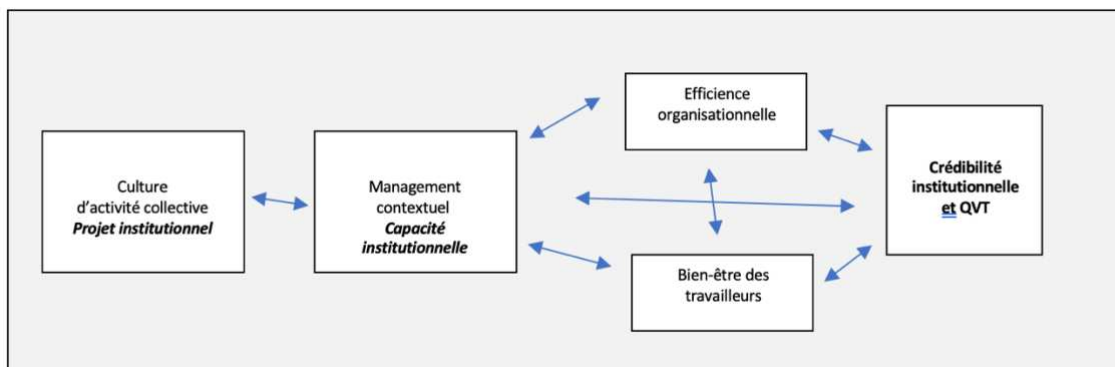 Culture
d'activité collective
Projet institutionnel
Management
contextuel
Capacité
institutionnelle
Efficience
organisationnelle
Bien-être des
travailleurs
Crédibilité
institutionnelle
et QVT